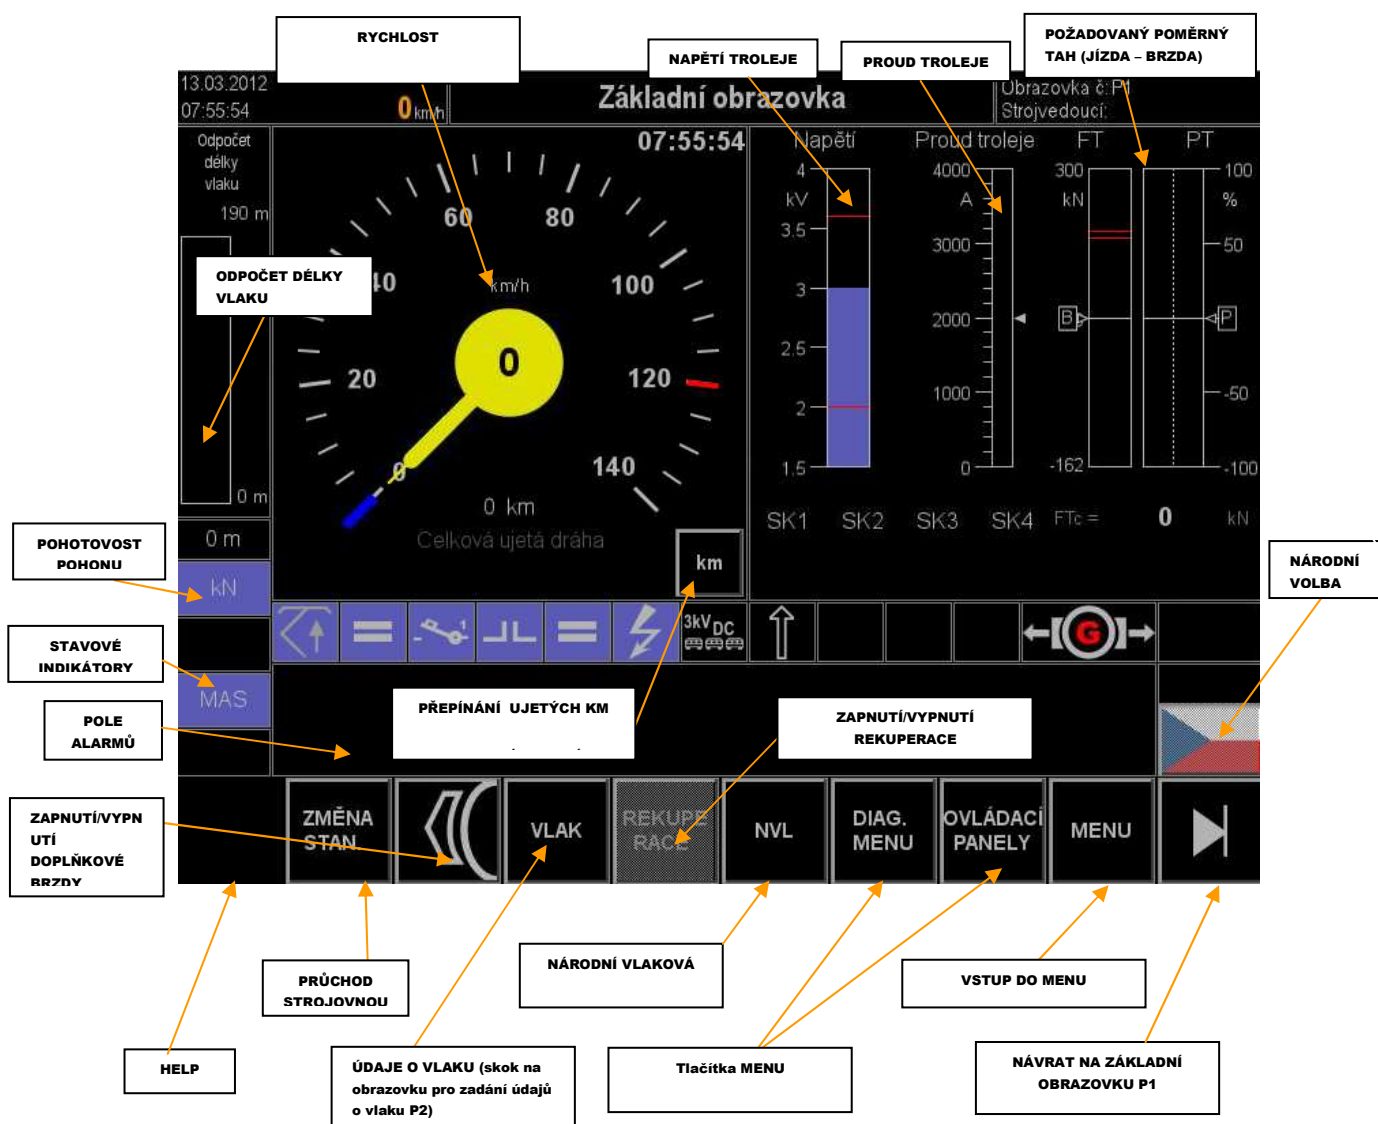 RYCHLOST
NAPĚTÍ TROLEJE
PROUD TROLEJE
POŽADOVANÝ POMĚRNÝ
TAH (JÍZDA – BRZDA)
13.03.2012
07:55:54
0 km/h
Základní obrazovka
Obrazovka č: P1
Strojvedoucí:
Odpočet
délky
vlaku
190 m
0 m
0 m
kN
MAS
07:55:54
0
20
40
60
80
100
120
140
km/h
0
0 km
Celková ujetá dráha
km
Napětí
4
kV
3.5
3
2.5
2
1.5
Proud troleje
4000
A
3000
2000
1000
0
FT
300
kN
B
-162
PT
100
%
50
P
-50
-100
SK1 SK2 SK3 SK4 FTc = 0 kN
3kV DC
G
ODPOČET DÉLKY
VLAKU
POHOTOVOST
POHONU
STAVOVÉ
INDIKÁTORY
POLE
ALARMŮ
ZAPNUTÍ/VYPN
UTÍ
DOPLŇKOVÉ
BRZDY
PŘEPÍNÁNÍ UJETÝCH KM
ZAPNUTÍ/VYPNUTÍ
REKUPERACE
NÁRODNÍ
VOLBA
ZMĚNA
STAN.
VLAK
REKUPE
RACE
NVL
DIAG.
MENU
OVLÁDACÍ
PANELY
MENU
HELP
PRŮCHOD
STROJOVNOU
ÚDAJE O VLAKU (skok na
obrazovku pro zadání údajů
o vlaku P2)
NÁRODNÍ VLAKOVÁ
Tlačítka MENU
VSTUP DO MENU
NÁVRAT NA ZÁKLADNÍ
OBRAZOVKU P1